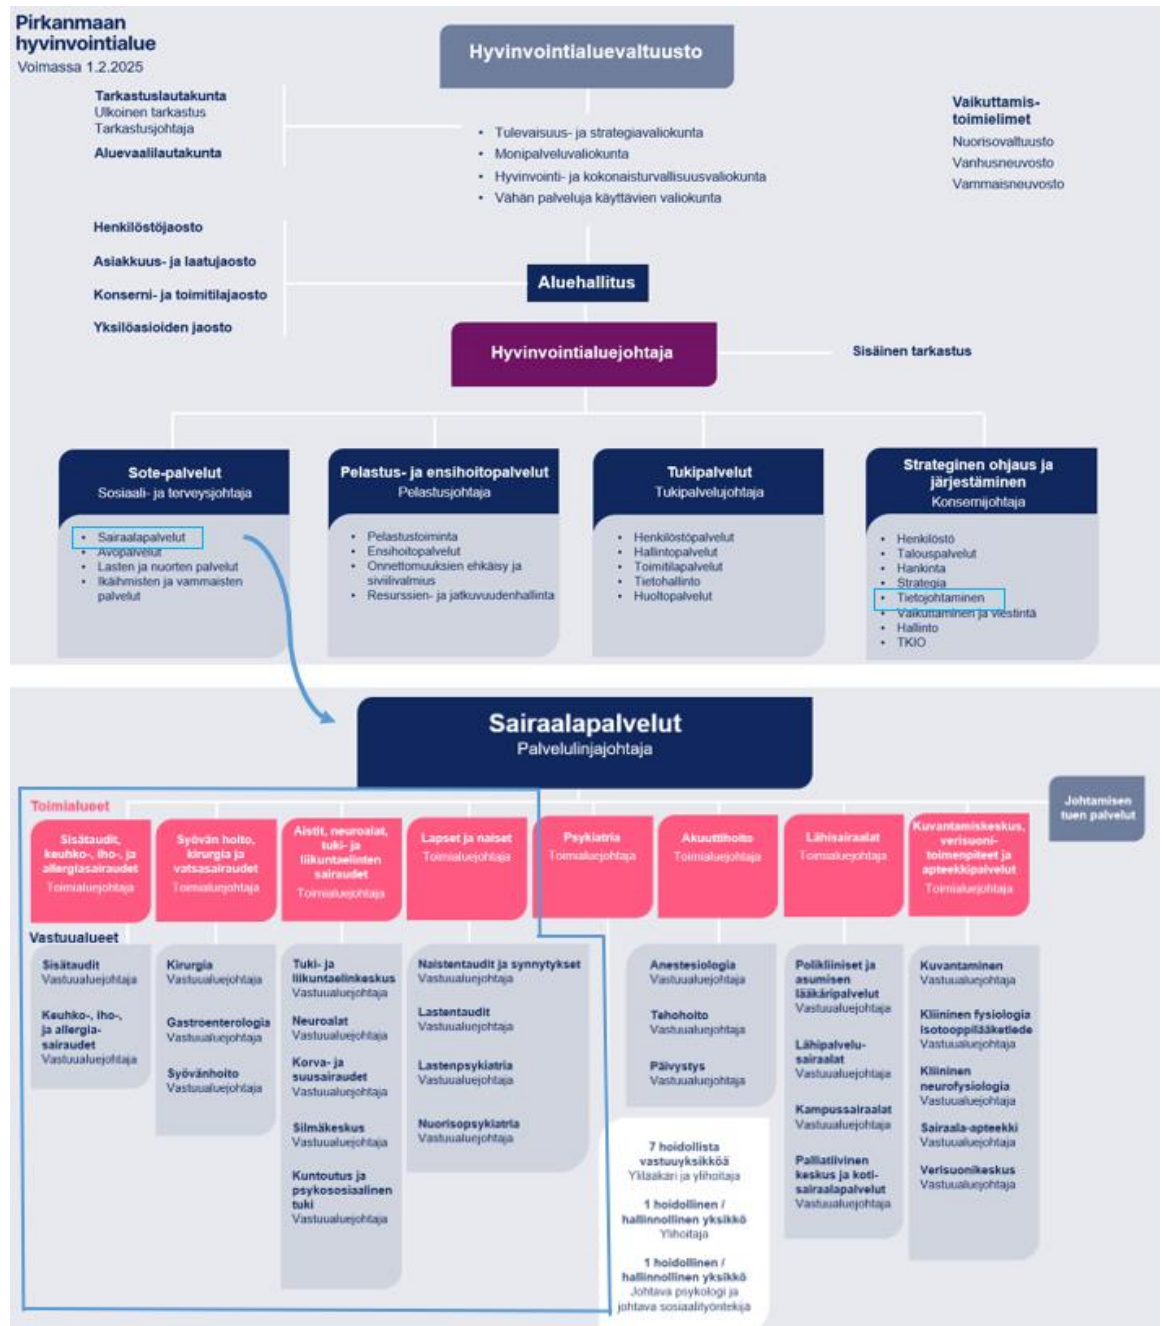 Pirkanmaan
hyvinvointialue
Voimassa 1.2.2025
Hyvinvointialuevaltuusto
Tarkastuslautakunta
Ulkoinen tarkastus
Tarkastusjohtaja
Aluevaalilautakunta
• Tulevaisuus- ja strategiavaliokunta
• Monipalveluvaliokunta
• Hyvinvointi- ja kokonaisturvallisuusvaliokunta
• Vähän palveluja käyttävien valiokunta
Vaikuttamis-
toimielimet
Nuorisovaltuusto
Vanhusneuvosto
Vammaisneuvosto
Henkilöstöjaosto
Asiakkuus- ja laatujaosto
Konserni- ja toimitilajaosto
Yksilöasioiden jaosto
Aluehallitus
Hyvinvointialuejohtaja
Sisäinen tarkastus
Sote-palvelut
Sosiaali- ja terveysjohtaja
• Sairaalapalvelut
• Avopalvelut
• Lasten ja nuorten palvelut
• Ikäihmisten ja vammaisten
palvelut
Pelastus- ja ensihoitopalvelut
Pelastusjohtaja
• Pelastustoiminta
• Ensihoitopalvelut
• Onnettomuuksien ehkäisy ja
siviilivalmius
• Resurssien- ja jatkuvuudenhallinta
Tukipalvelut
Tukipalvelujohtaja
• Henkilöstöpalvelut
• Hallintopalvelut
• Toimitilapalvelut
• Tietohallinto
• Huoltopalvelut
Strateginen ohjaus ja
järjestäminen
Konsernijohtaja
• Henkilöstö
• Talouspalvelut
• Hankinta
• Strategia
• Tietojohtaminen
• Vaikuttaminen ja viestintä
• Hallinto
• TKIO
Sairaalapalvelut
Palvelulinjajohtaja
Johtamisen
tuen palvelut
Toimialueet
Sisätaudit,
keuhko-, iho-, ja
allergiasairaudet
Toimialuejohtaja
Syövän hoito,
kirurgia ja
vatsasairaudet
Toimialuejohtaja
Aistit, neuroalat,
tuki- ja
liikuntaelinten
sairaudet
Toimialuejohtaja
Lapset ja naiset
Toimialuejohtaja
Psykiatria
Toimialuejohtaja
Akuuttihoito
Toimialuejohtaja
Lähisairaalat
Toimialuejohtaja
Kuvantamiskeskus,
verisuoni-
toimenpiteet ja
apteekkipalvelut
Toimialuejohtaja
Vastuualueet
Sisätaudit
Vastuualuejohtaja
Keuhko-, iho-,
ja allergia-
sairaudet
Vastuualuejohtaja
Kirurgia
Vastuualuejohtaja
Gastroenterologia
Vastuualuejohtaja
Syövänhoito
Vastuualuejohtaja
Tuki- ja
liikuntaelinkeskus
Vastuualuejohtaja
Neuroalat
Vastuualuejohtaja
Korva- ja
suusairaudet
Vastuualuejohtaja
Silmäkeskus
Vastuualuejohtaja
Kuntoutus ja
psykososiaalinen
tuki
Vastuualuejohtaja
Naistentaudit ja synnytykset
Vastuualuejohtaja
Lastentaudit
Vastuualuejohtaja
Lastenpsykiatria
Vastuualuejohtaja
Nuorisopsykiatria
Vastuualuejohtaja
7 hoidollista
vastuuyksikköä
Ylilääkäri ja ylihoitaja
1 hoidollinen /
hallinnollinen yksikkö
Ylihoitaja
1 hoidollinen /
hallinnollinen yksikkö
Johtava psykologi ja
johtava sosiaalityöntekijä
Anestesiologia
Vastuualuejohtaja
Tehohoito
Vastuualuejohtaja
Päivystys
Vastuualuejohtaja
Polikliiniset ja
asumisen
lääkäripalvelut
Vastuualuejohtaja
Lähipalvelu-
sairaalat
Vastuualuejohtaja
Kampussairaalat
Vastuualuejohtaja
Palliatiivinen
keskus ja koti-
sairaalapalvelut
Vastuualuejohtaja
Kuvantaminen
Vastuualuejohtaja
Kliininen fysiologia
isotooppilääketiede
Vastuualuejohtaja
Kliininen
neurofysiologia
Vastuualuejohtaja
Sairaala-apteekki
Vastuualuejohtaja
Verisuonikeskus
Vastuualuejohtaja